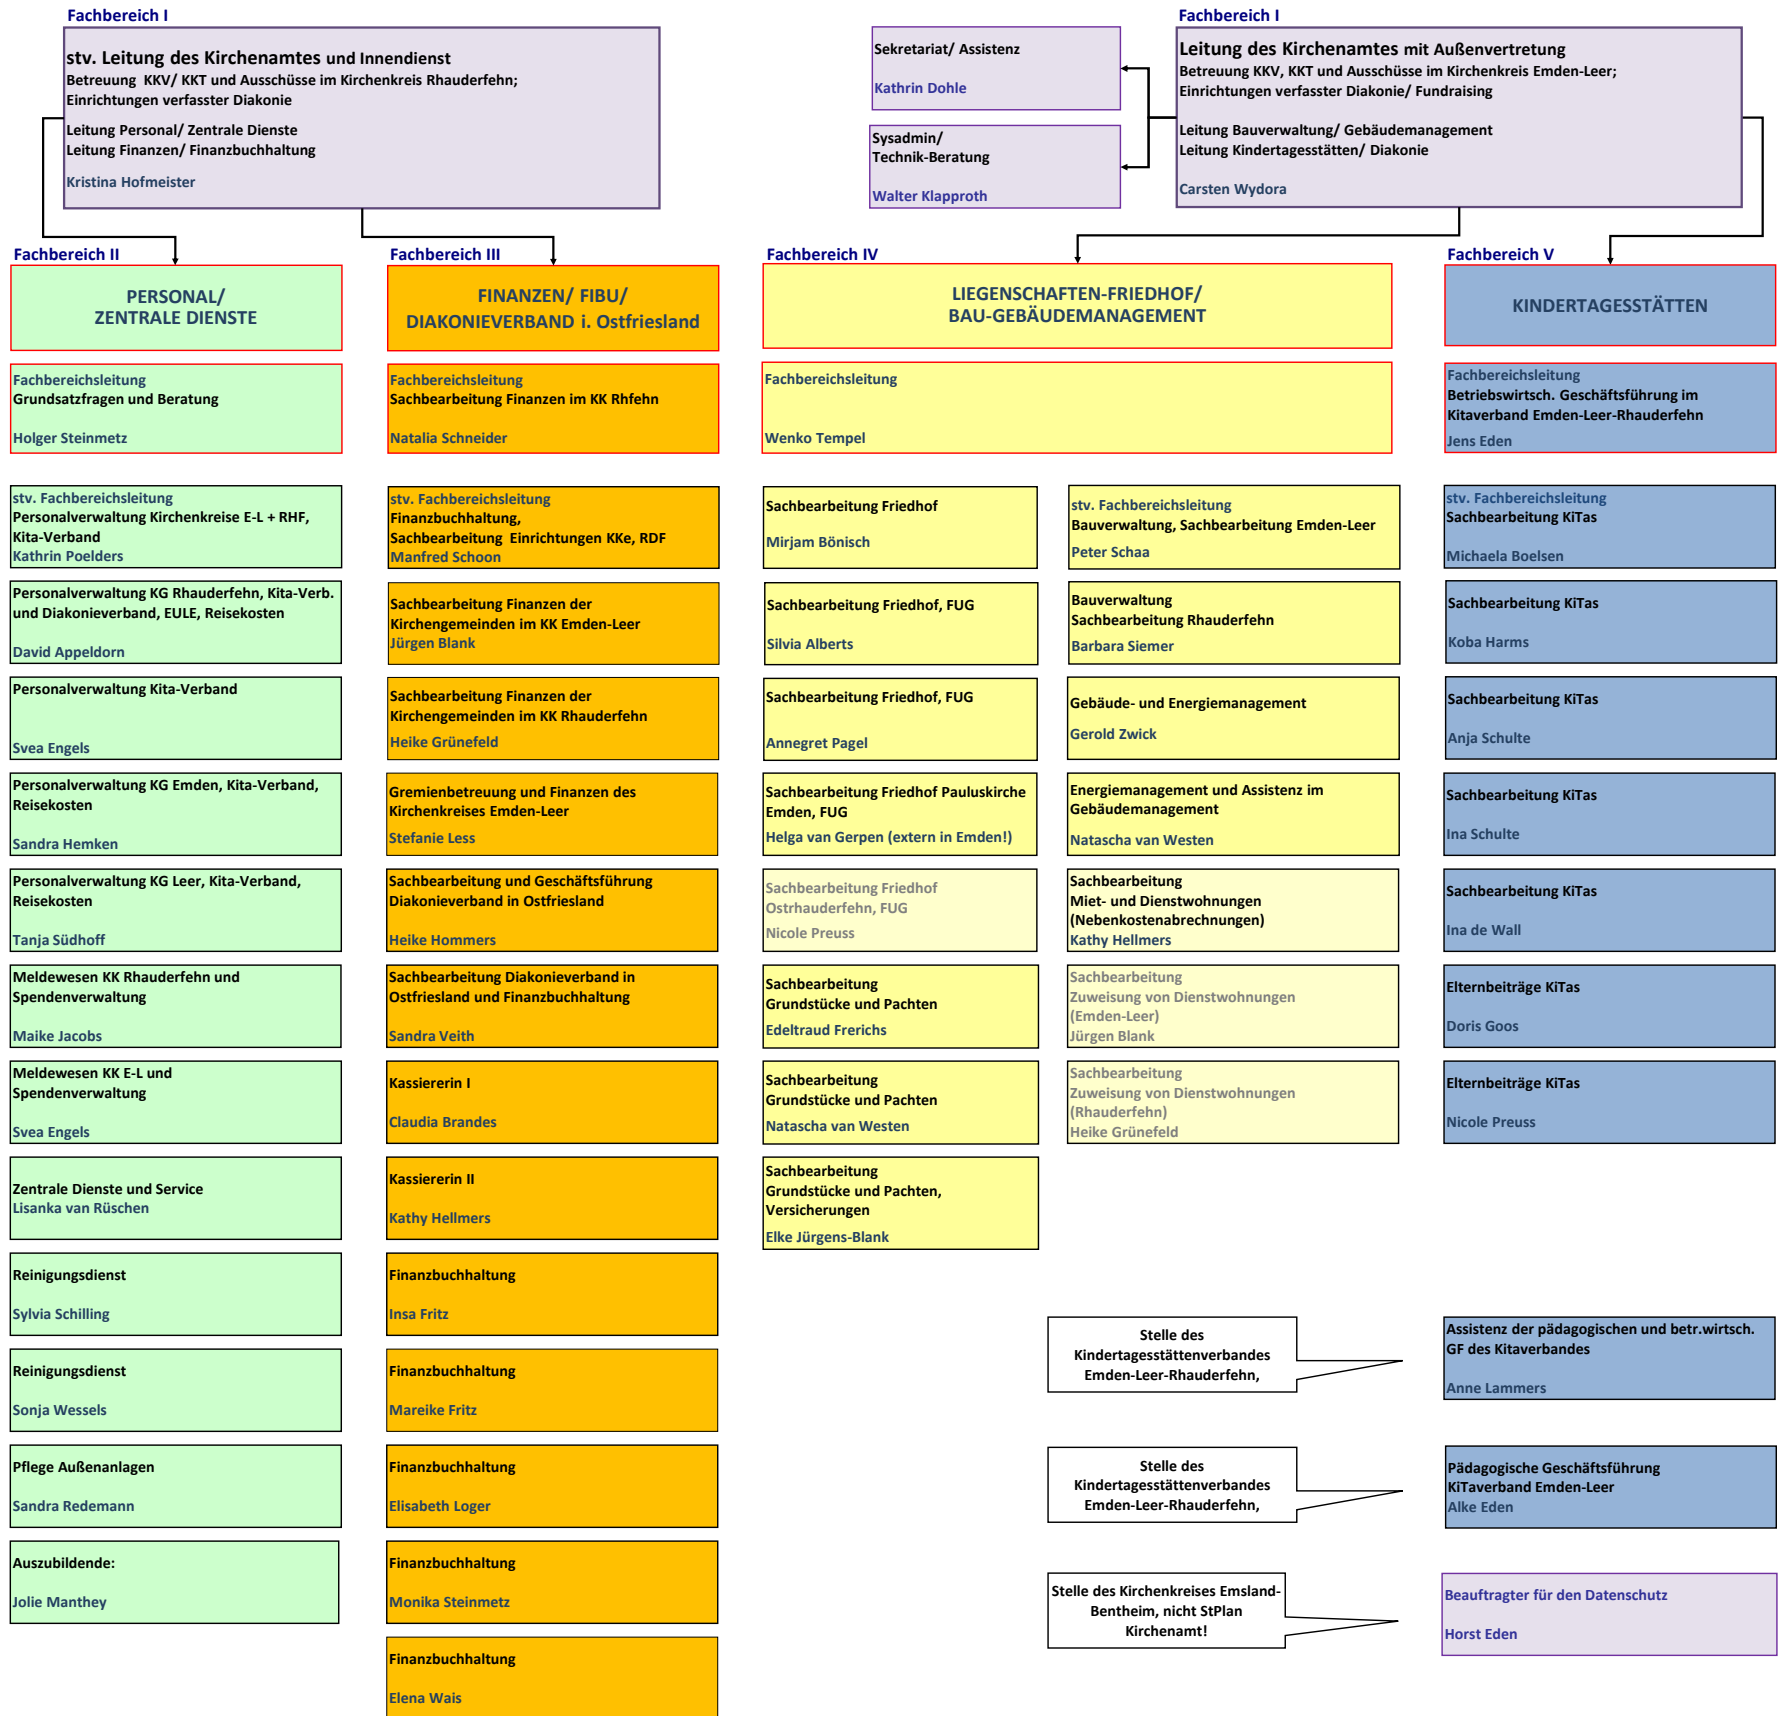 Fachbereich I
stv. Leitung des Kirchenamtes und Innendienst
Betreuung  KKV/ KKT und Ausschüsse im Kirchenkreis Rhauderfehn;
Einrichtungen verfasster Diakonie
Leitung Personal/ Zentrale Dienste
Leitung Finanzen/ Finanzbuchhaltung
Kristina Hofmeister
Sekretariat/ Assistenz
Kathrin Dohle
Sysadmin/
Technik-Beratung
Walter Klapproth
Fachbereich I
Leitung des Kirchenamtes mit Außenvertretung
Betreuung KKV, KKT und Ausschüsse im Kirchenkreis Emden-Leer;
Einrichtungen verfasster Diakonie/ Fundraising
Leitung Bauverwaltung/ Gebäudemanagement
Leitung Kindertagesstätten/ Diakonie
Carsten Wydora
Fachbereich II
PERSONAL/
ZENTRALE DIENSTE
Fachbereichsleitung
Grundsatzfragen und Beratung
Holger Steinmetz
stv. Fachbereichsleitung
Personalverwaltung Kirchenkreise E-L + RHF,
Kita-Verband
Kathrin Poelders
Personalverwaltung KG Rhauderfehn, Kita-Verb.
und Diakonieverband, EULE, Reisekosten
David Appeldorn
Personalverwaltung Kita-Verband
Svea Engels
Personalverwaltung KG Emden, Kita-Verband,
Reisekosten
Sandra Hemken
Personalverwaltung KG Leer, Kita-Verband,
Reisekosten
Tanja Südhoff
Meldewesen KK Rhauderfehn und
Spendenverwaltung
Maike Jacobs
Meldewesen KK E-L und
Spendenverwaltung
Svea Engels
Zentrale Dienste und Service
Lisanka van Rüschen
Reinigungsdienst
Sylvia Schilling
Reinigungsdienst
Sonja Wessels
Pflege Außenanlagen
Sandra Redemann
Auszubildende:
Jolie Manthey
Fachbereich III
FINANZEN/ FIBU/
DIAKONIEVERBAND i. Ostfriesland
Fachbereichsleitung
Sachbearbeitung Finanzen im KK Rhfehn
Natalia Schneider
stv. Fachbereichsleitung
Finanzbuchhaltung,
Sachbearbeitung  Einrichtungen KKe, RDF
Manfred Schoon
Sachbearbeitung Finanzen der
Kirchengemeinden im KK Emden-Leer
Jürgen Blank
Sachbearbeitung Finanzen der
Kirchengemeinden im KK Rhauderfehn
Heike Grünefeld
Gremienbetreuung und Finanzen des
Kirchenkreises Emden-Leer
Stefanie Less
Sachbearbeitung und Geschäftsführung
Diakonieverband in Ostfriesland
Heike Hommers
Sachbearbeitung Diakonieverband in
Ostfriesland und Finanzbuchhaltung
Sandra Veith
Kassiererin I
Claudia Brandes
Kassiererin II
Kathy Hellmers
Finanzbuchhaltung
Insa Fritz
Finanzbuchhaltung
Mareike Fritz
Finanzbuchhaltung
Elisabeth Loger
Finanzbuchhaltung
Monika Steinmetz
Finanzbuchhaltung
Elena Wais
Fachbereich IV
LIEGENSCHAFTEN-FRIEDHOF/
BAU-GEBÄUDEMANAGEMENT
Fachbereichsleitung
Wenko Tempel
Sachbearbeitung Friedhof
Mirjam Bönisch
Sachbearbeitung Friedhof, FUG
Silvia Alberts
Sachbearbeitung Friedhof, FUG
Annegret Pagel
Sachbearbeitung Friedhof Pauluskirche
Emden, FUG
Helga van Gerpen (extern in Emden!)
Sachbearbeitung Friedhof
Ostrhauderfehn, FUG
Nicole Preuss
Sachbearbeitung
Grundstücke und Pachten
Edeltraud Frerichs
Sachbearbeitung
Grundstücke und Pachten
Natascha van Westen
Sachbearbeitung
Grundstücke und Pachten,
Versicherungen
Elke Jürgens-Blank
stv. Fachbereichsleitung
Bauverwaltung, Sachbearbeitung Emden-Leer
Peter Schaa
Bauverwaltung
Sachbearbeitung Rhauderfehn
Barbara Siemer
Gebäude- und Energiemanagement
Gerold Zwick
Energiemanagement und Assistenz im
Gebäudemanagement
Natascha van Westen
Sachbearbeitung
Miet- und Dienstwohnungen
(Nebenkostenabrechnungen)
Kathy Hellmers
Sachbearbeitung
Zuweisung von Dienstwohnungen
(Emden-Leer)
Jürgen Blank
Sachbearbeitung
Zuweisung von Dienstwohnungen
(Rhauderfehn)
Heike Grünefeld
Fachbereich V
KINDERTAGESSTÄTTEN
Fachbereichsleitung
Betriebswirtsch. Geschäftsführung im
Kitaverband Emden-Leer-Rhauderfehn
Jens Eden
stv. Fachbereichsleitung
Sachbearbeitung KiTas
Michaela Boelsen
Sachbearbeitung KiTas
Koba Harms
Sachbearbeitung KiTas
Anja Schulte
Sachbearbeitung KiTas
Ina Schulte
Sachbearbeitung KiTas
Ina de Wall
Elternbeiträge KiTas
Doris Goos
Elternbeiträge KiTas
Nicole Preuss
Stelle des
Kindertagesstättenverbandes
Emden-Leer-Rhauderfehn,
Assistenz der pädagogischen und betr.wirtsch.
GF des Kitaverbandes
Anne Lammers
Stelle des
Kindertagesstättenverbandes
Emden-Leer-Rhauderfehn,
Pädagogische Geschäftsführung
KiTaverband Emden-Leer
Alke Eden
Stelle des Kirchenkreises Emsland-
Bentheim, nicht StPlan
Kirchenamt!
Beauftragter für den Datenschutz
Horst Eden